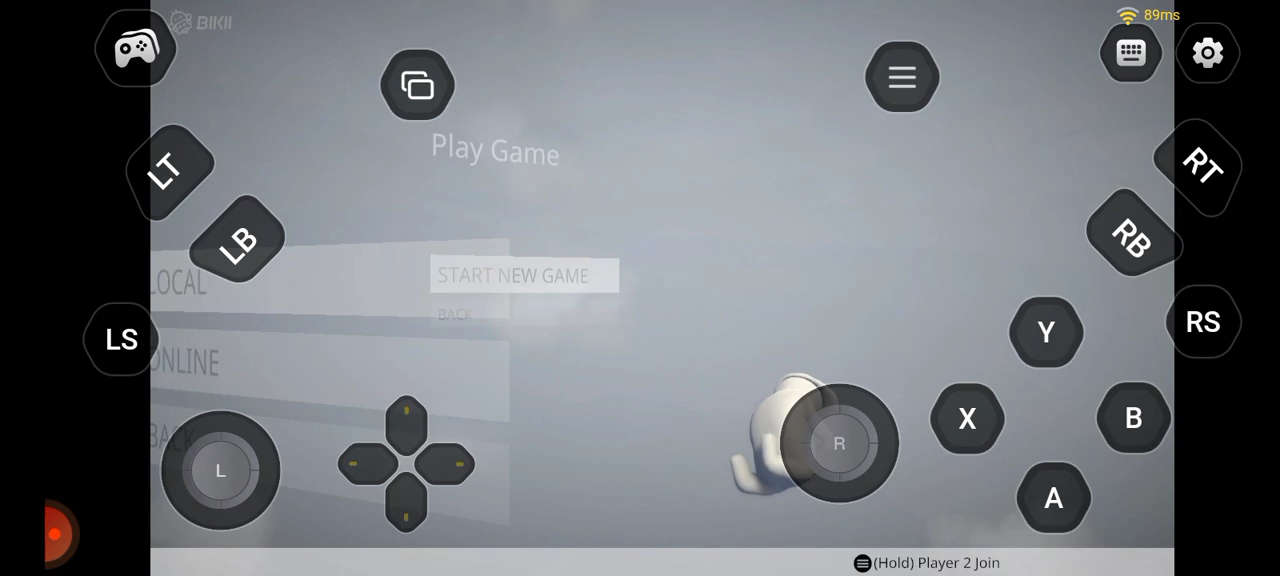 BIKII
89ms
Play Game
LT
RT
LB
RB
LOCAL
START NEW GAME
BACK
LS
RS
Y
ONLINE
X
B
BACK
L
R
A
(Hold) Player 2 Join